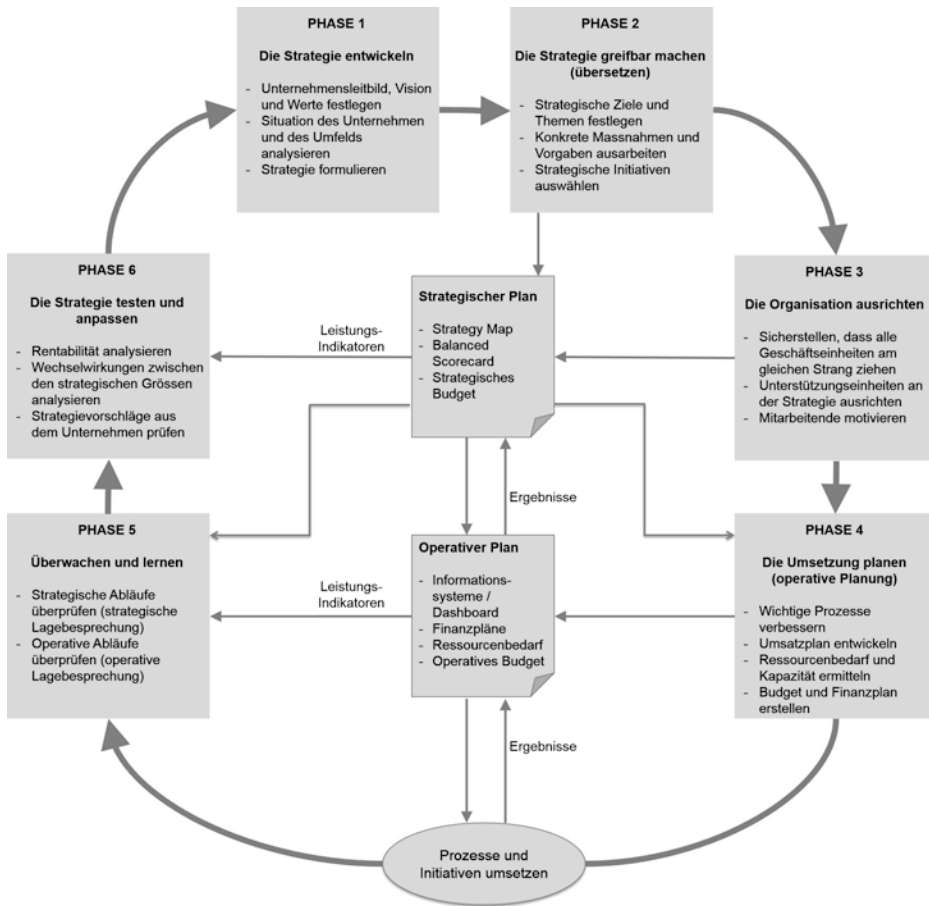 PHASE 1
Die Strategie entwickeln
- Unternehmensleitbild, Vision
und Werte festlegen
- Situation des Unternehmen
und des Umfelds
analysieren
- Strategie formulieren
PHASE 2
Die Strategie greifbar machen
(übersetzen)
- Strategische Ziele und
Themen festlegen
- Konkrete Massnahmen und
Vorgaben ausarbeiten
- Strategische Initiativen
auswählen
PHASE 6
Die Strategie testen und
anpassen
- Rentabilität analysieren
- Wechselwirkungen zwischen
den strategischen Grössen
analysieren
- Strategievorschläge aus
dem Unternehmen prüfen
Leistungs-
Indikatoren
Strategischer Plan
- Strategy Map
- Balanced
Scorecard
- Strategisches
Budget
PHASE 3
Die Organisation ausrichten
- Sicherstellen, dass alle
Geschäftseinheiten am
gleichen Strang ziehen
- Unterstützungseinheiten an
der Strategie ausrichten
- Mitarbeitende motivieren
Ergebnisse
PHASE 5
Überwachen und lernen
- Strategische Abläufe
überprüfen (strategische
Lagebesprechung)
- Operative Abläufe
überprüfen (operative
Lagebesprechung)
Leistungs-
Indikatoren
Operativer Plan
- Informations-
systeme /
Dashboard
- Finanzpläne
- Ressourcenbedarf
- Operatives Budget
PHASE 4
Die Umsetzung planen
(operative Planung)
- Wichtige Prozesse
verbessern
- Umsatzplan entwickeln
- Ressourcenbedarf und
Kapazität ermitteln
- Budget und Finanzplan
erstellen
Ergebnisse
Prozesse und
Initiativen umsetzen